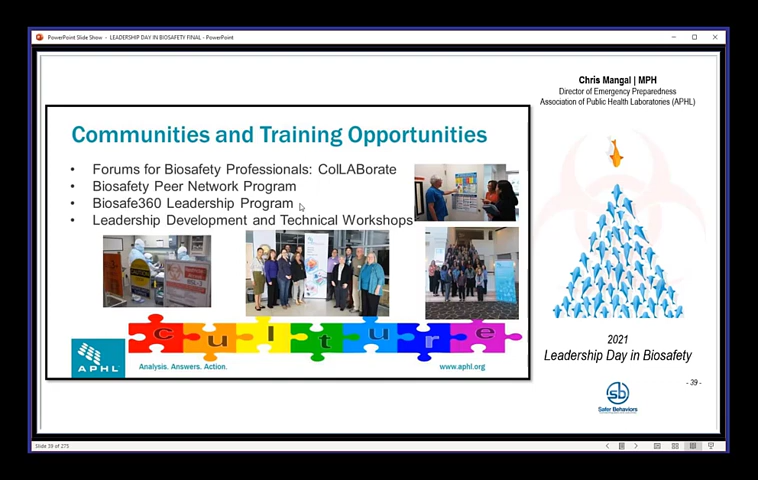 PowerPoint Slide Show - LEADERSHIP DAY IN BIOSAFETY FINAL - PowerPoint
Chris Mangal | MPH
Director of Emergency Preparedness
Association of Public Health Laboratories (APHL)
Communities and Training Opportunities
• Forums for Biosafety Professionals: ColLABorate
• Biosafety Peer Network Program
• Biosafe360 Leadership Program
• Leadership Development and Technical Workshops
culture
APHL
Analysis. Answers. Action.
www.aphl.org
2021
Leadership Day in Biosafety
- 39 -
sb
Safer Behaviors
Slide 39 of 275